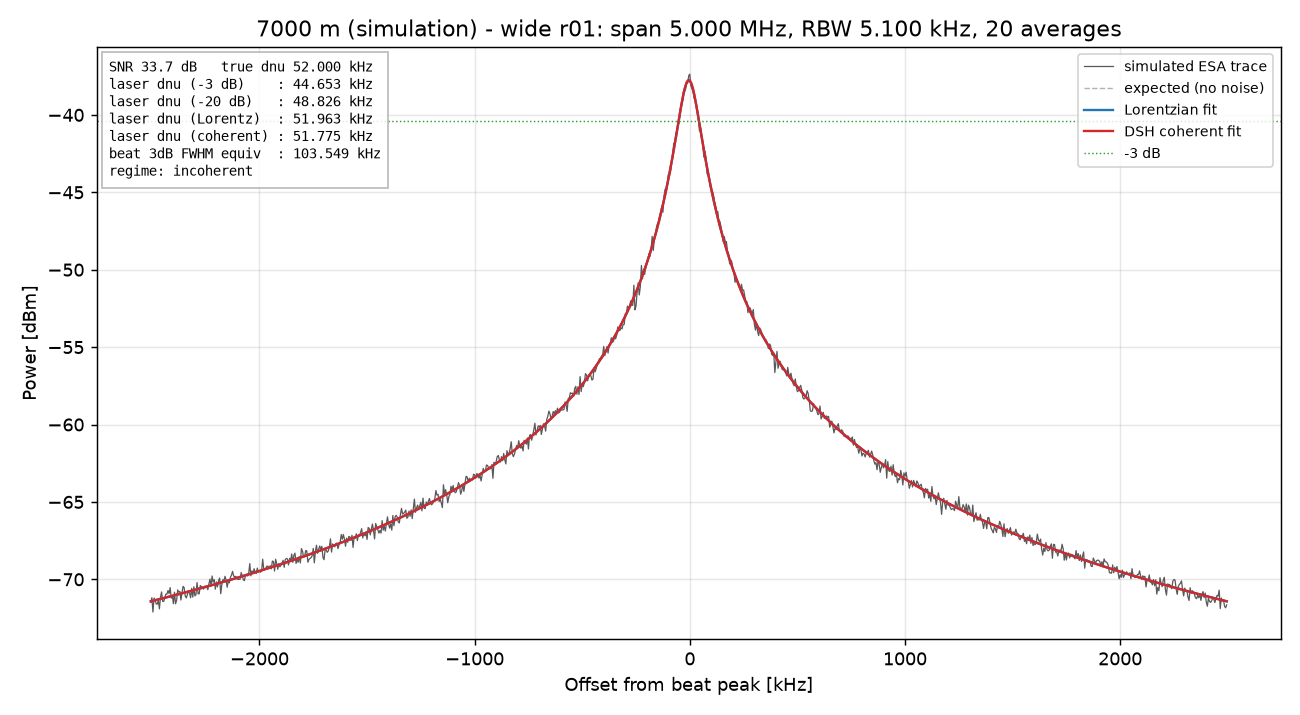 7000 m (simulation) - wide r01: span 5.000 MHz, RBW 5.100 kHz, 20 averages
SNR 33.7 dB   true dnu 52.000 kHz
laser dnu (-3 dB)    : 44.653 kHz
laser dnu (-20 dB)   : 48.826 kHz
laser dnu (Lorentz)  : 51.963 kHz
laser dnu (coherent) : 51.775 kHz
beat 3dB FWHM equiv  : 103.549 kHz
regime: incoherent
simulated ESA trace
expected (no noise)
Lorentzian fit
DSH coherent fit
-3 dB
Power [dBm]
−40
−45
−50
−55
−60
−65
−70
−2000
−1000
0
1000
2000
Offset from beat peak [kHz]